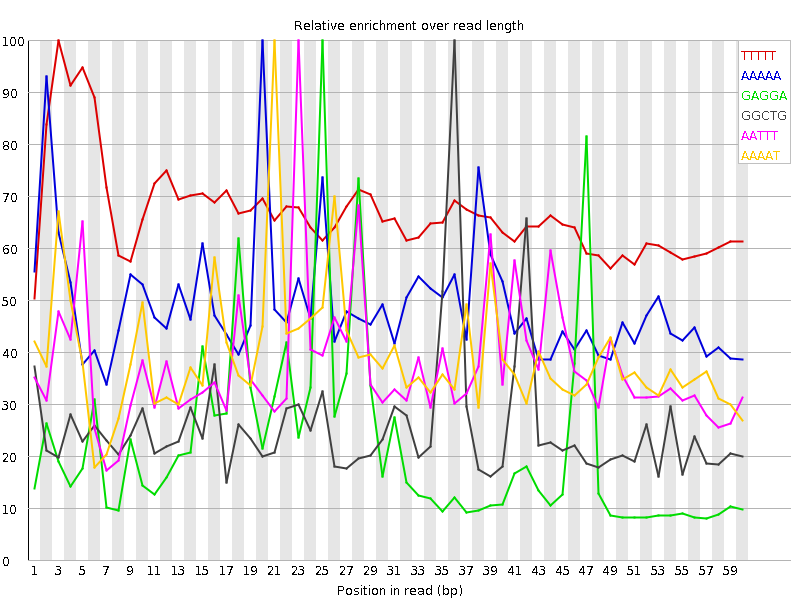 Relative enrichment over read length
100
90
80
70
60
50
40
30
20
10
0
TTTTT
AAAAA
GAGGA
GGCTG
AATTT
AAAAT
1 3 5 7 9 11 13 15 17 19 21 23 25 27 29 31 33 35 37 39 41 43 45 47 49 51 53 55 57 59
Position in read (bp)